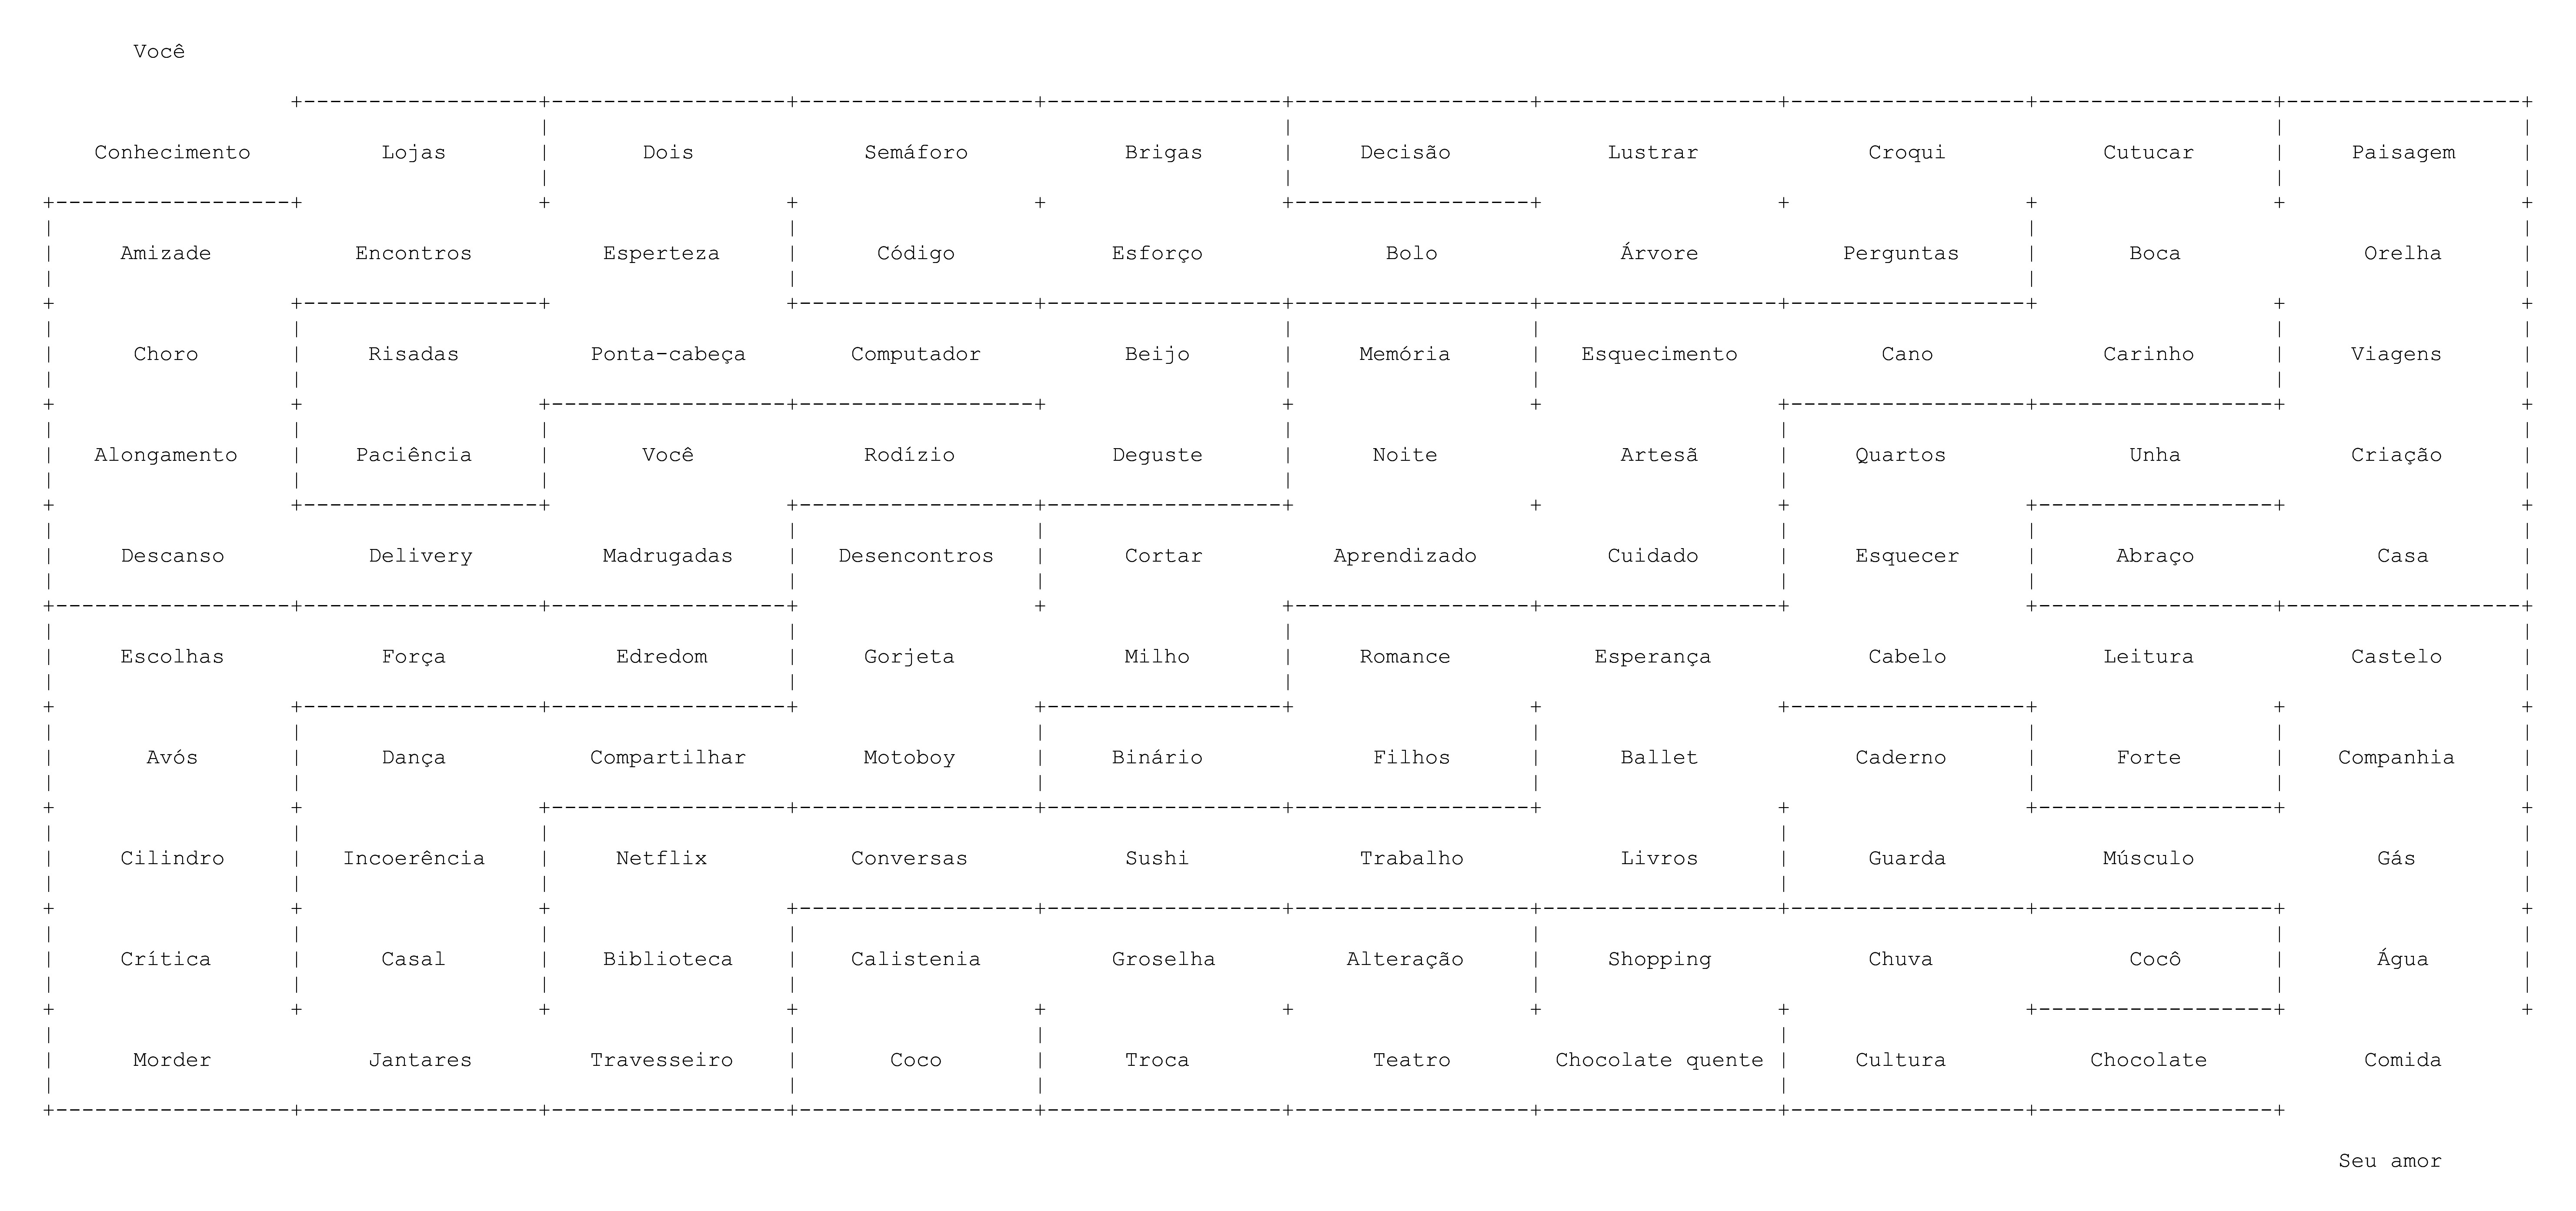 Você
Conhecimento Lojas Dois Semáforo Brigas Decisão Lustrar Croqui Cutucar Paisagem
Amizade Encontros Esperteza Código Esforço Bolo Árvore Perguntas Boca Orelha
Choro Risadas Ponta-cabeça Computador Beijo Memória Esquecimento Cano Carinho Viagens
Alongamento Paciência Você Rodízio Deguste Noite Artesã Quartos Unha Criação
Descanso Delivery Madrugadas Desencontros Cortar Aprendizado Cuidado Esquecer Abraço Casa
Escolhas Força Edredom Gorjeta Milho Romance Esperança Cabelo Leitura Castelo
Avós Dança Compartilhar Motoboy Binário Filhos Ballet Caderno Forte Companhia
Cilindro Incoerência Netflix Conversas Sushi Trabalho Livros Guarda Músculo Gás
Crítica Casal Biblioteca Calistenia Groselha Alteração Shopping Chuva Cocô Água
Morder Jantares Travesseiro Coco Troca Teatro Chocolate quente Cultura Chocolate Comida
Seu amor